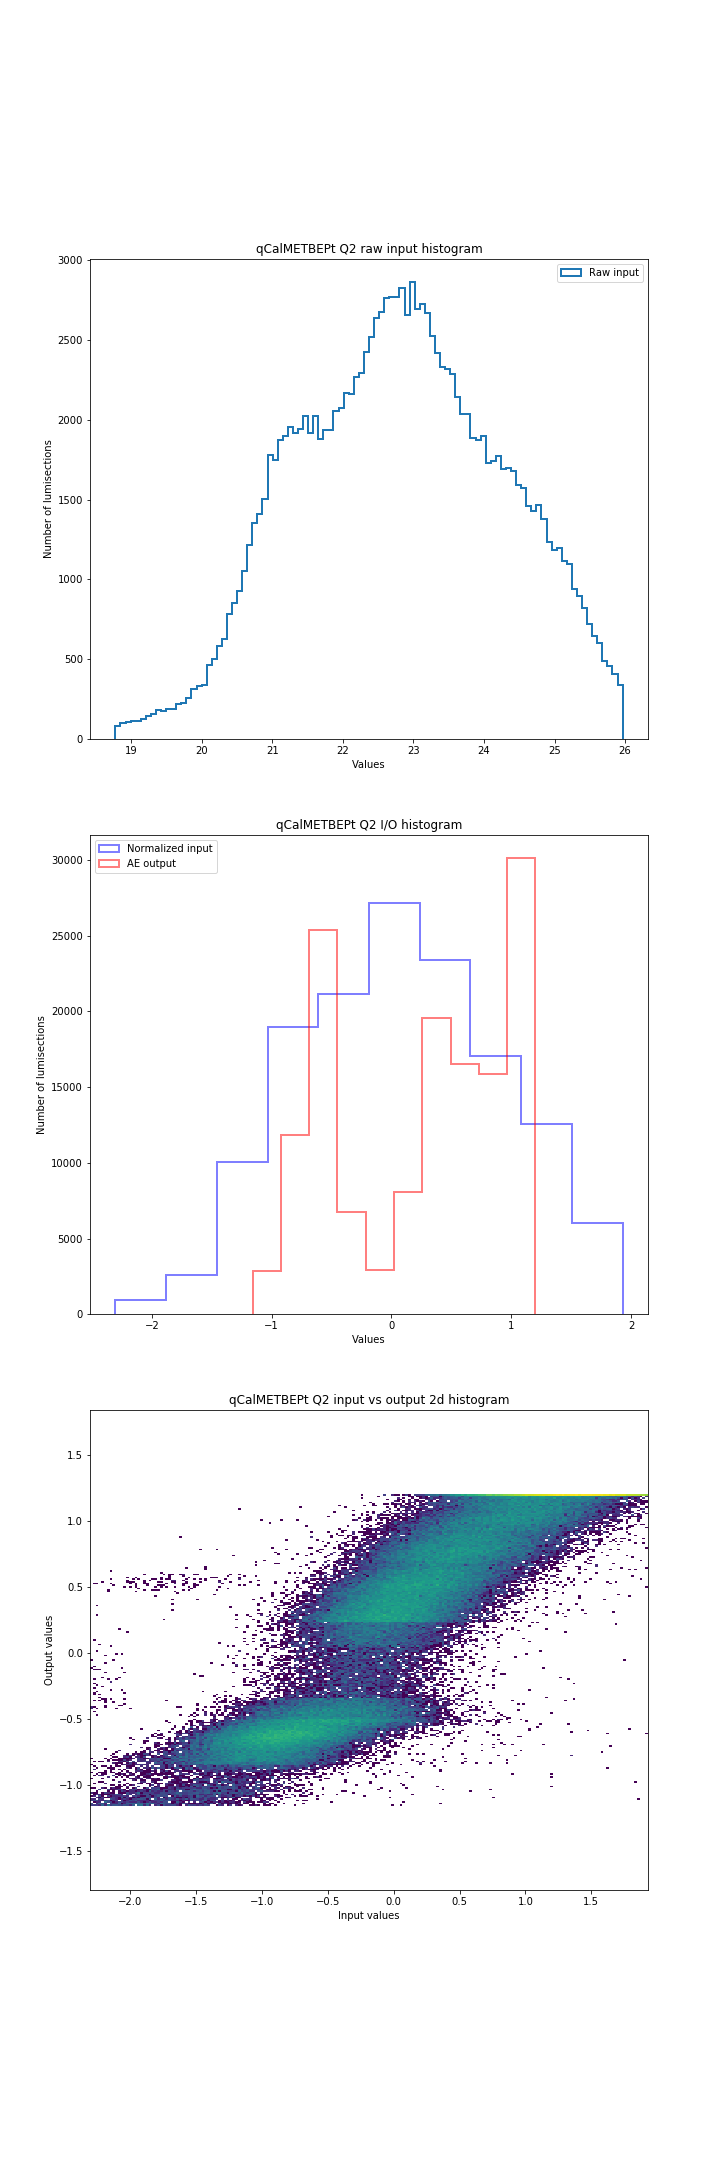 qCalMETBEPt Q2 raw input histogram
3000
2500
2000
1500
1000
500
0
Number of lumisections
Raw input
19 20 21 22 23 24 25 26
Values
qCalMETBEPt Q2 I/O histogram
30000
25000
20000
15000
10000
5000
0
Number of lumisections
Normalized input
AE output
−2 −1 0 1 2
Values
qCalMETBEPt Q2 input vs output 2d histogram
1.5
1.0
0.5
0.0
−0.5
−1.0
−1.5
Output values
−2.0 −1.5 −1.0 −0.5 0.0 0.5 1.0 1.5
Input values